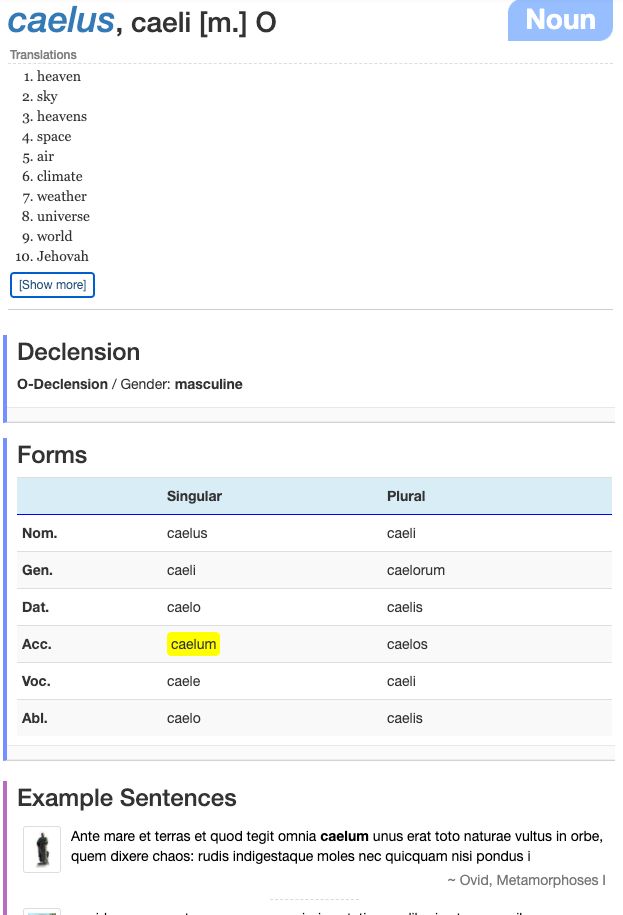 caelus, caeli [m.] O
Noun
Translations
1. heaven
2. sky
3. heavens
4. space
5. air
6. climate
7. weather
8. universe
9. world
10. Jehovah
[Show more]
Declension
O-Declension / Gender: masculine
Forms
Singular Plural
Nom. caelus caeli
Gen. caeli caelorum
Dat. caelo caelis
Acc. caelum caelos
Voc. caele caeli
Abl. caelo caelis
Example Sentences
Ante mare et terras et quod tegit omnia caelum unus erat toto naturae vultus in orbe,
quem dixere chaos: rudis indigestaque moles nec quicquam nisi pondus i
~ Ovid, Metamorphoses I